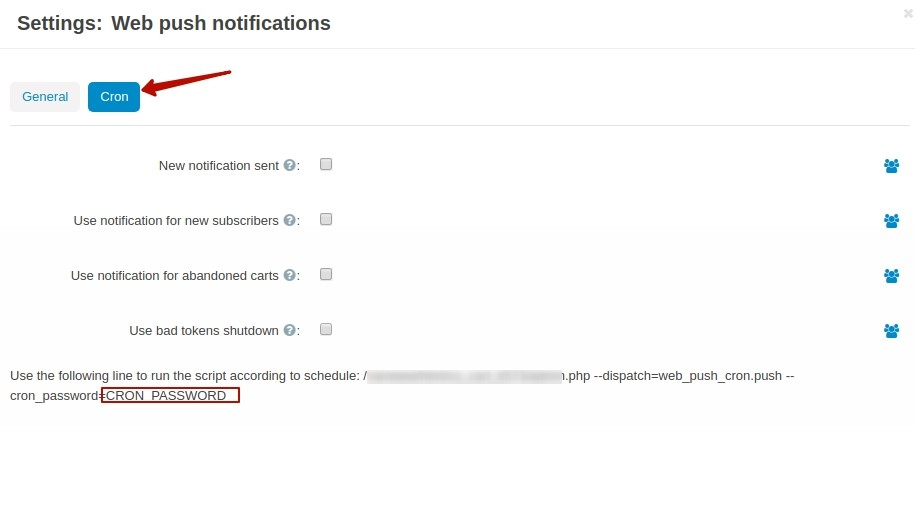 Settings: Web push notifications
General
Cron
New notification sent ?:
Use notification for new subscribers ?:
Use notification for abandoned carts ?:
Use bad tokens shutdown ?:
Use the following line to run the script according to schedule: / .php --dispatch=web_push_cron.push --
cron_password=CRON_PASSWORD